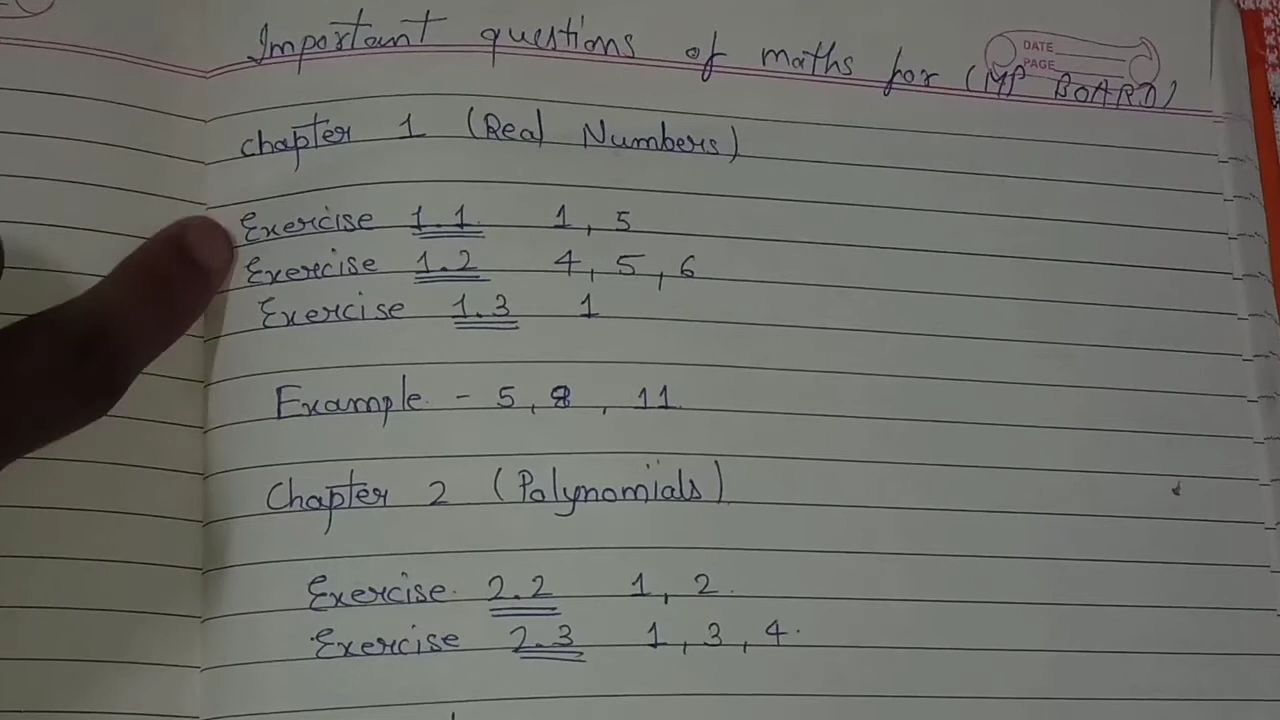 Important questions of maths for (MP BOARD)
DATE
PAGE
Chapter 1 (Real Numbers)
Exercise 1.1 1, 5
Exercise 1.2 4, 5, 6
Exercise 1.3 1
Example - 5, 8, 11
Chapter 2 (Polynomials)
Exercise 2.2 1, 2.
Exercise 2.3 1, 3, 4.